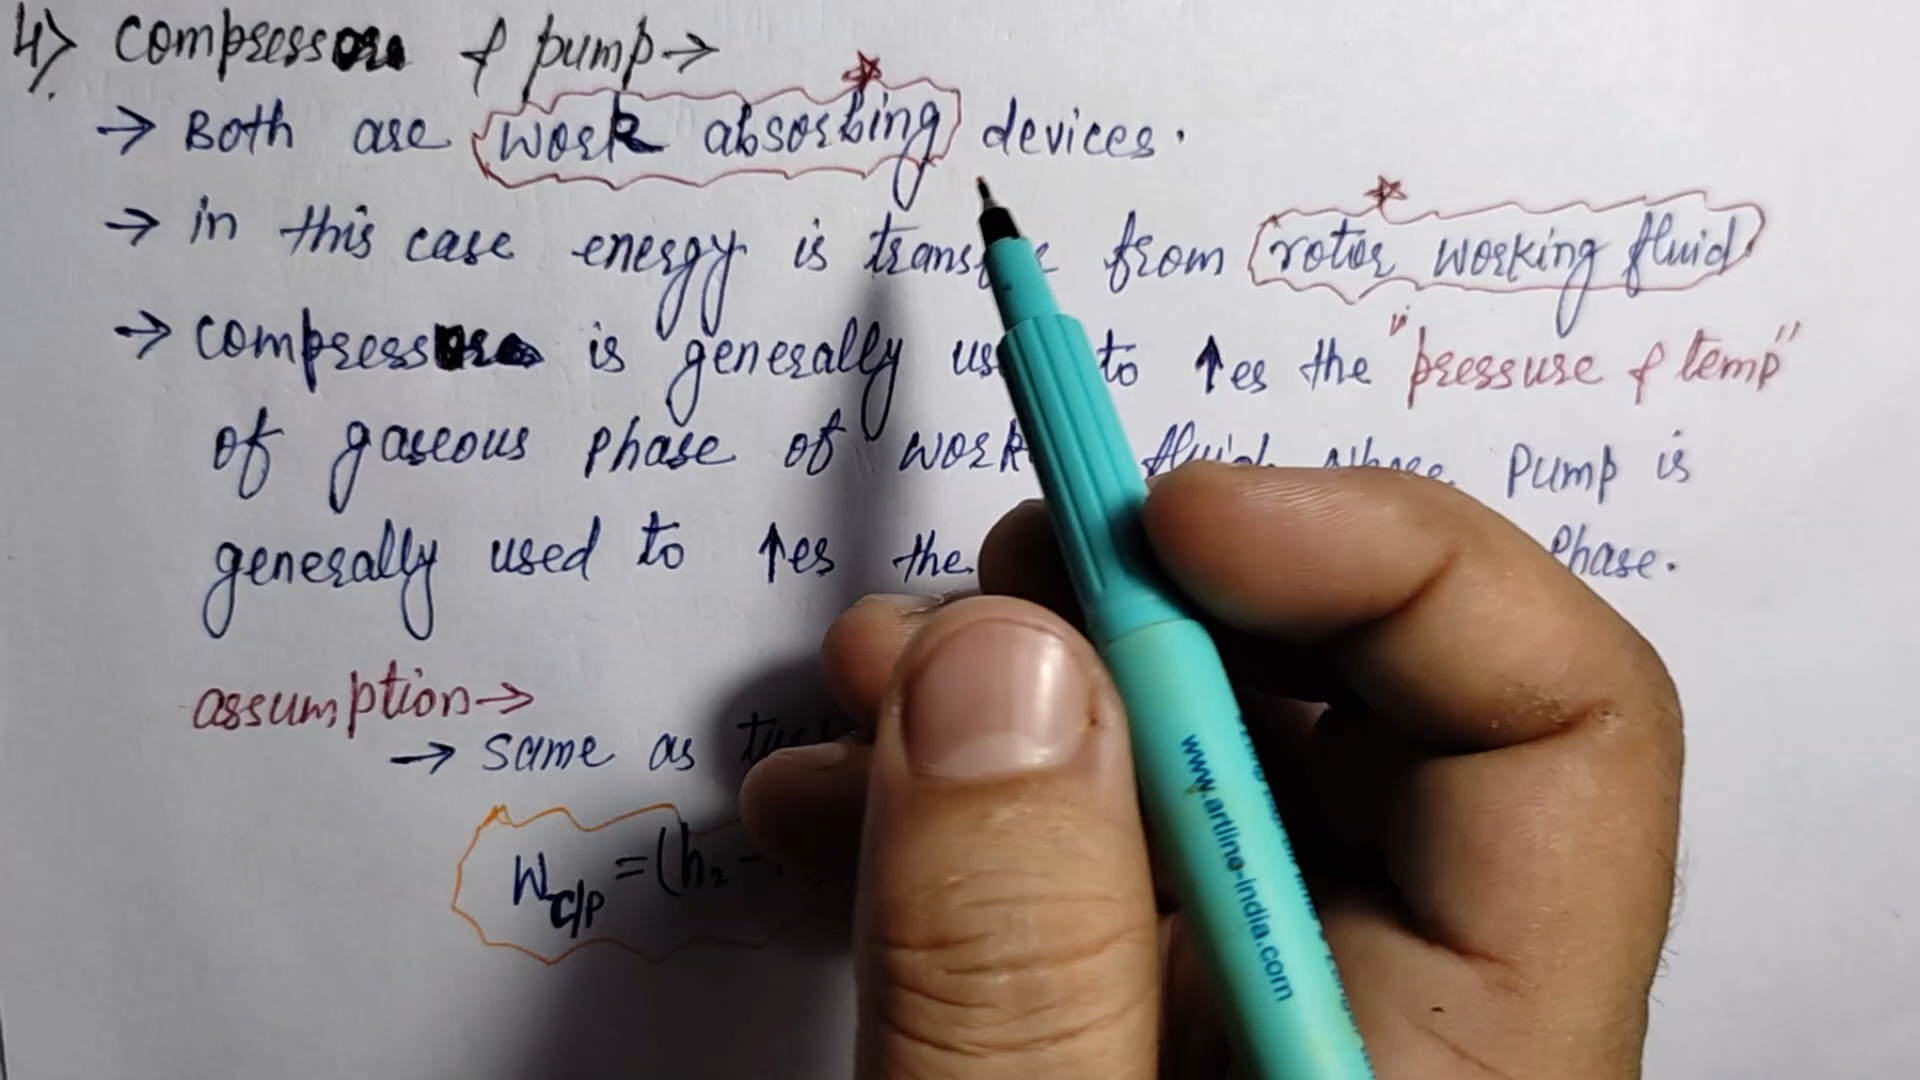 4) Compressor & pump→
→ Both are work absorbing devices.
→ in this case energy is from rotor working fluid
→ compressor is generally to ↑es the "pressure & temp"
of gaseous phase of pump is
generally used to ↑es the phase.
assumption→
→ same as
W_C/P = (h₂ -
www.artline-india.com